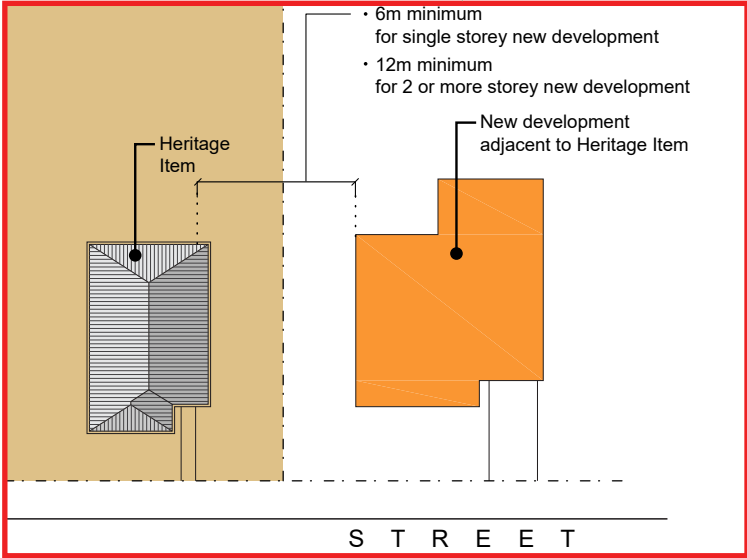 • 6m minimum
for single storey new development
• 12m minimum
for 2 or more storey new development
New development
adjacent to Heritage Item
Heritage
Item
STREET